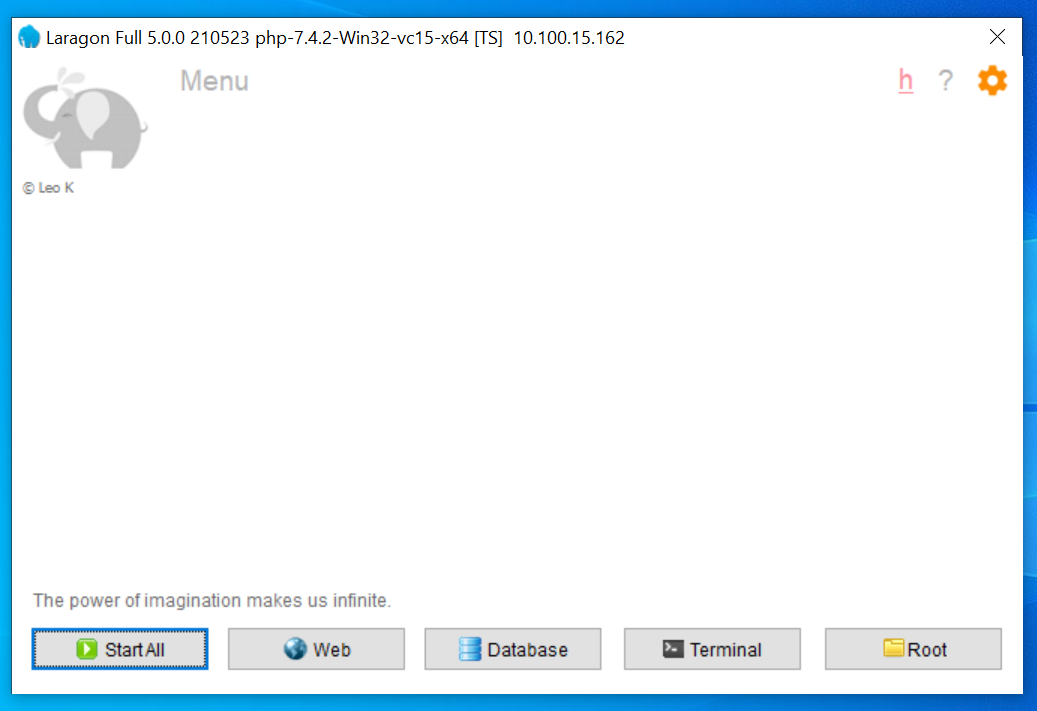 Laragon Full 5.0.0 210523 php-7.4.2-Win32-vc15-x64 [TS]  10.100.15.162
Menu
h ?
© Leo K
The power of imagination makes us infinite.
Start All
Web
Database
Terminal
Root